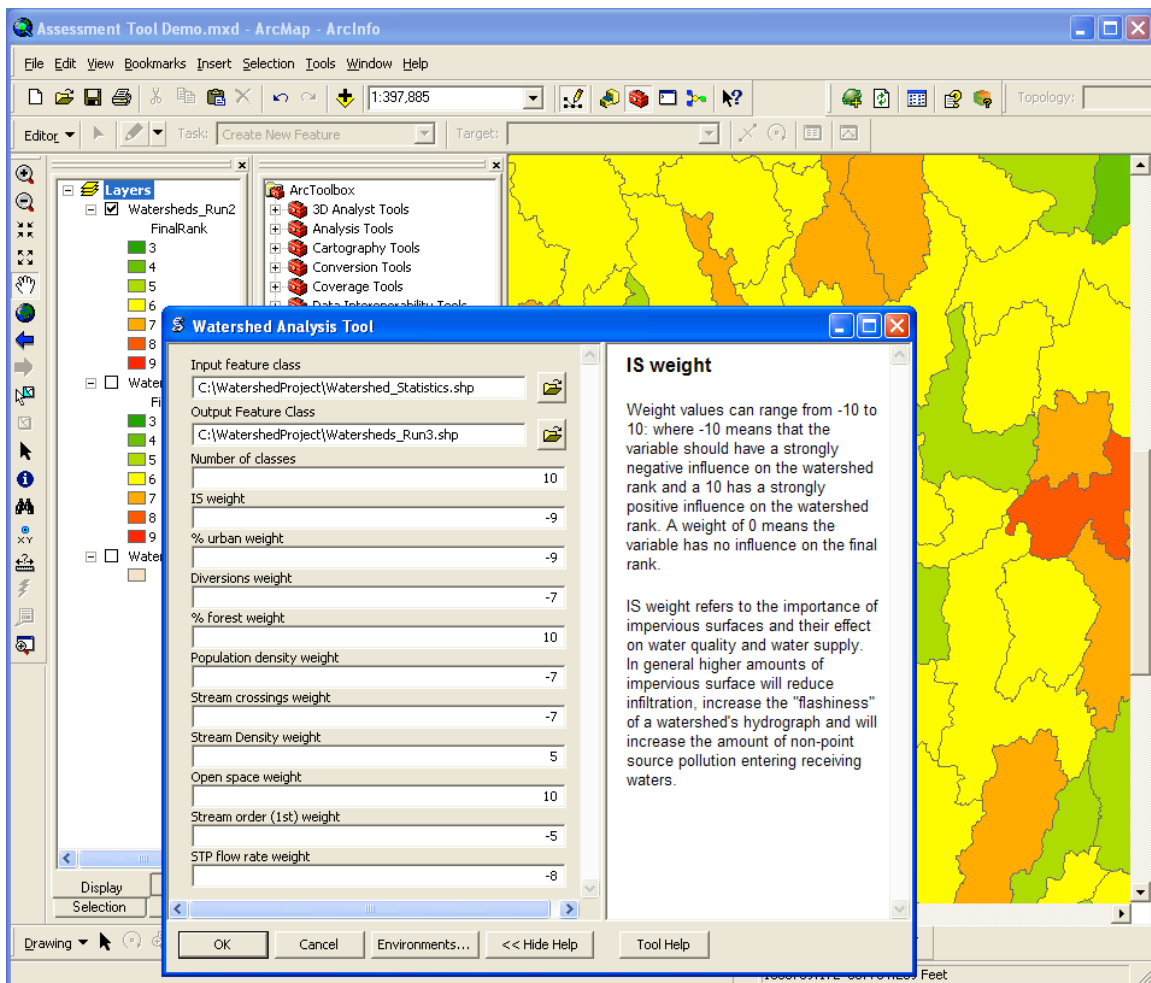 Assessment Tool Demo.mxd - ArcMap - ArcInfo
File Edit View Bookmarks Insert Selection Tools Window Help
1:397,885
Topology:
Editor Task: Create New Feature Target:
Layers
Watersheds_Run2
FinalRank
3
4
5
6
7
8
9
Water
Fi
3
4
5
6
7
8
9
Water
ArcToolbox
3D Analyst Tools
Analysis Tools
Cartography Tools
Conversion Tools
Coverage Tools
Data Interoperability Tools
Watershed Analysis Tool
Input feature class
C:\WatershedProject\Watershed_Statistics.shp
Output Feature Class
C:\WatershedProject\Watersheds_Run3.shp
Number of classes
10
IS weight
-9
% urban weight
-9
Diversions weight
-7
% forest weight
10
Population density weight
-7
Stream crossings weight
-7
Stream Density weight
5
Open space weight
10
Stream order (1st) weight
-5
STP flow rate weight
-8
IS weight
Weight values can range from -10 to
10: where -10 means that the
variable should have a strongly
negative influence on the watershed
rank and a 10 has a strongly
positive influence on the watershed
rank. A weight of 0 means the
variable has no influence on the final
rank.
IS weight refers to the importance of
impervious surfaces and their effect
on water quality and water supply.
In general higher amounts of
impervious surface will reduce
infiltration, increase the "flashiness"
of a watershed's hydrograph and will
increase the amount of non-point
source pollution entering receiving
waters.
OK Cancel Environments... << Hide Help Tool Help
Display
Selection
Drawing
Feet